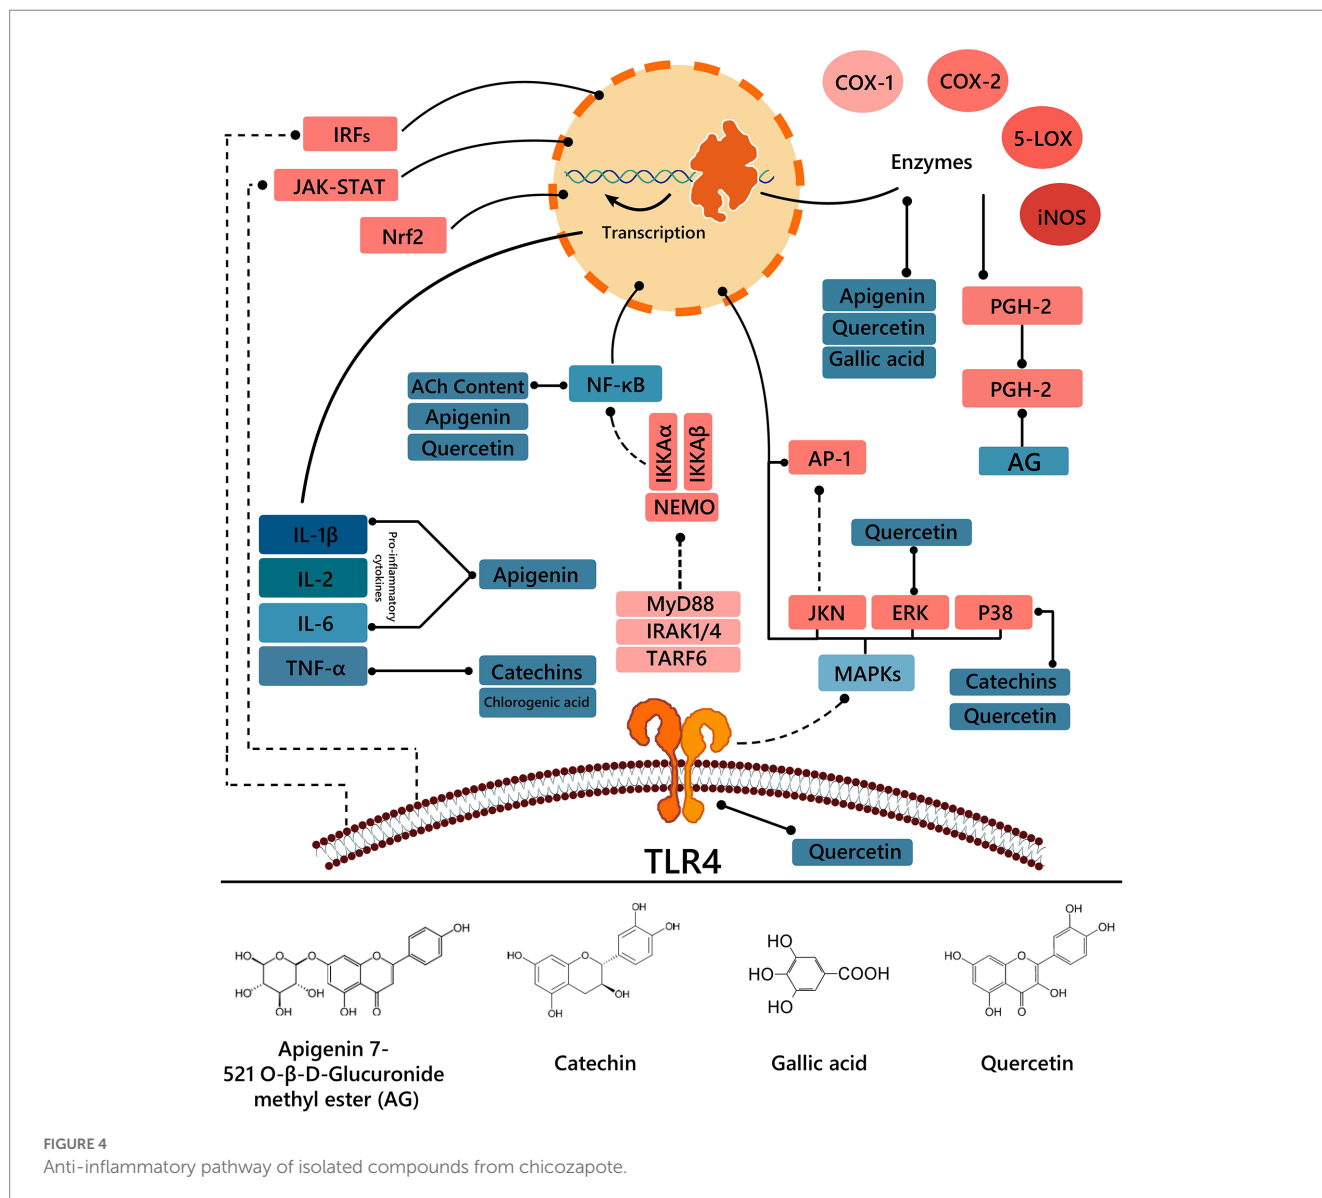 COX-1
COX-2
5-LOX
iNOS
IRFs
JAK-STAT
Nrf2
Transcription
Enzymes
Apigenin
Quercetin
Gallic acid
PGH-2
PGH-2
AG
ACh Content
Apigenin
Quercetin
NF-κB
IKKAα
IKKAβ
NEMO
AP-1
Quercetin
IL-1β
IL-2
IL-6
TNF-α
Pro-inflammatory
cytokines
Apigenin
Catechins
Chlorogenic acid
MyD88
IRAK1/4
TARF6
JKN
ERK
P38
MAPKs
Catechins
Quercetin
Quercetin
TLR4
HO
O
O
O
OH
HO
OH
OH
OH
O
HO
O
OH
OH
OH
OH
HO
HO
HO
COOH
HO
O
OH
OH
OH
OH
O
Apigenin 7-
521 O-β-D-Glucuronide
methyl ester (AG)
Catechin
Gallic acid
Quercetin
FIGURE 4
Anti-inflammatory pathway of isolated compounds from chicozapote.